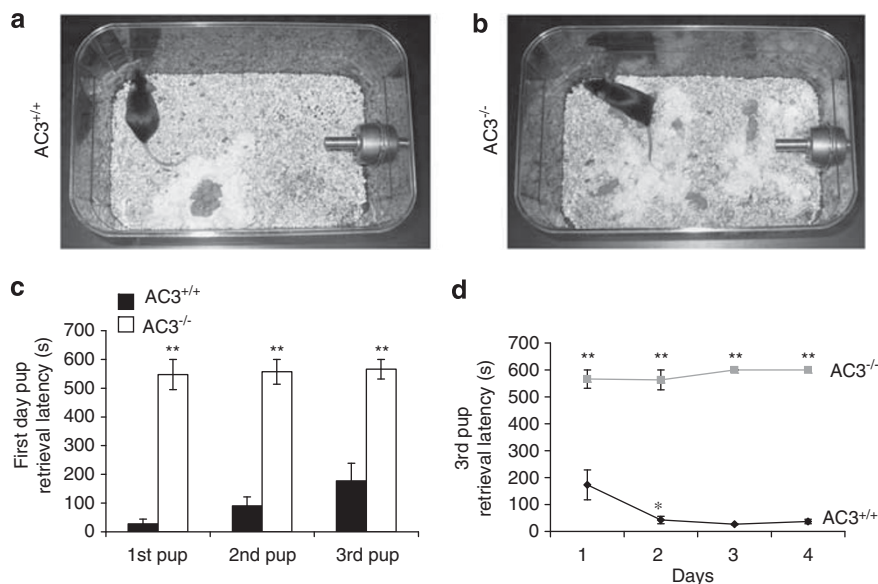 a
AC3+/+
b
AC3-/-
c
AC3+/+
AC3-/-
First day pup
retrieval latency (s)
700
600
500
400
300
200
100
0
** ** **
1st pup 2nd pup 3rd pup
d
3rd pup
retrieval latency (s)
700
600
500
400
300
200
100
0
** ** ** **
AC3-/-
*
AC3+/+
1 2 3 4
Days